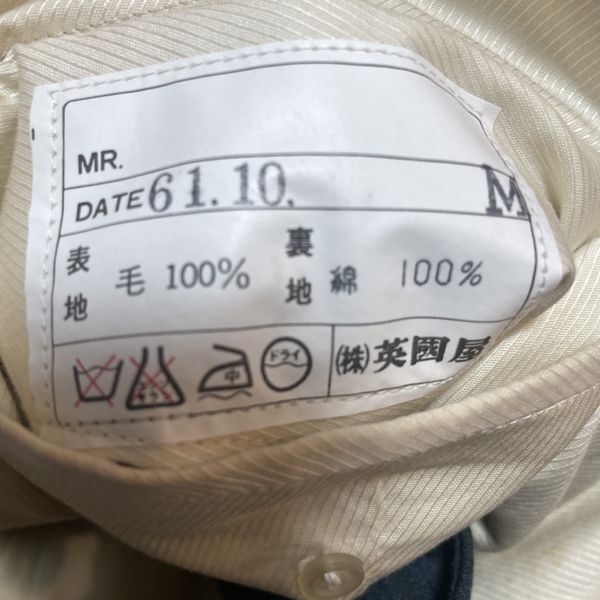 MR.
DATE 61.10. M
表地 毛 100% 裏地 綿 100%
中 ドライ (株)英國屋